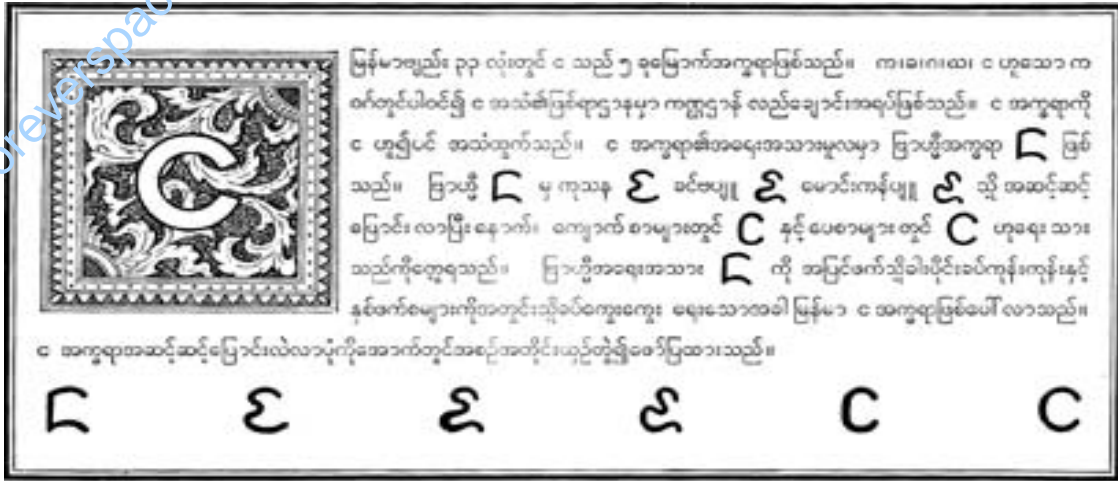 မြန်မာဗျည်း ၃၃ လုံးတွင် င သည် ၅ ခုမြောက်အက္ခရာဖြစ်သည်။ က၊ခ၊ဂ၊ဃ၊ င ဟူသော က
ဝဂ်တွင်ပါဝင်၍ င အသံ၏ဖြစ်ရာဌာနမှာ ကဏ္ဌဌာန် လည်ချောင်းအရပ်ဖြစ်သည်။ င အက္ခရာကို
င ဟူ၍ပင် အသံထွက်သည်။ င အက္ခရာ၏အရေးအသားမူလမှာ ဗြာဟ္မီအက္ခရာ ဖြစ်
သည်။ ဗြာဟ္မီ မှ ကုသန ခင်ဗပျူ မောင်းကန်ပျူ သို့ အဆင့်ဆင့်
ပြောင်းလာပြီးနောက်၊ ကျောက်စာများတွင် င နှင့် ပေစာများတွင် င ဟုရေးသား
သည်ကိုတွေ့ရသည်။ ဗြာဟ္မီအရေးအသား ကို အပြင်ဖက်သို့ခါးပိုင်းခပ်ကုန်းကုန်းနှင့်
နှစ်ဖက်စများကိုအတွင်းသို့ခပ်ကွေးကွေး ရေးသောအခါ မြန်မာ င အက္ခရာဖြစ်ပေါ်လာသည်။
င အက္ခရာအဆင့်ဆင့်ပြောင်းလဲလာပုံကိုအောက်တွင်အစဉ်အတိုင်းယှဉ်တွဲ၍ဖော်ပြထားသည်။
င င